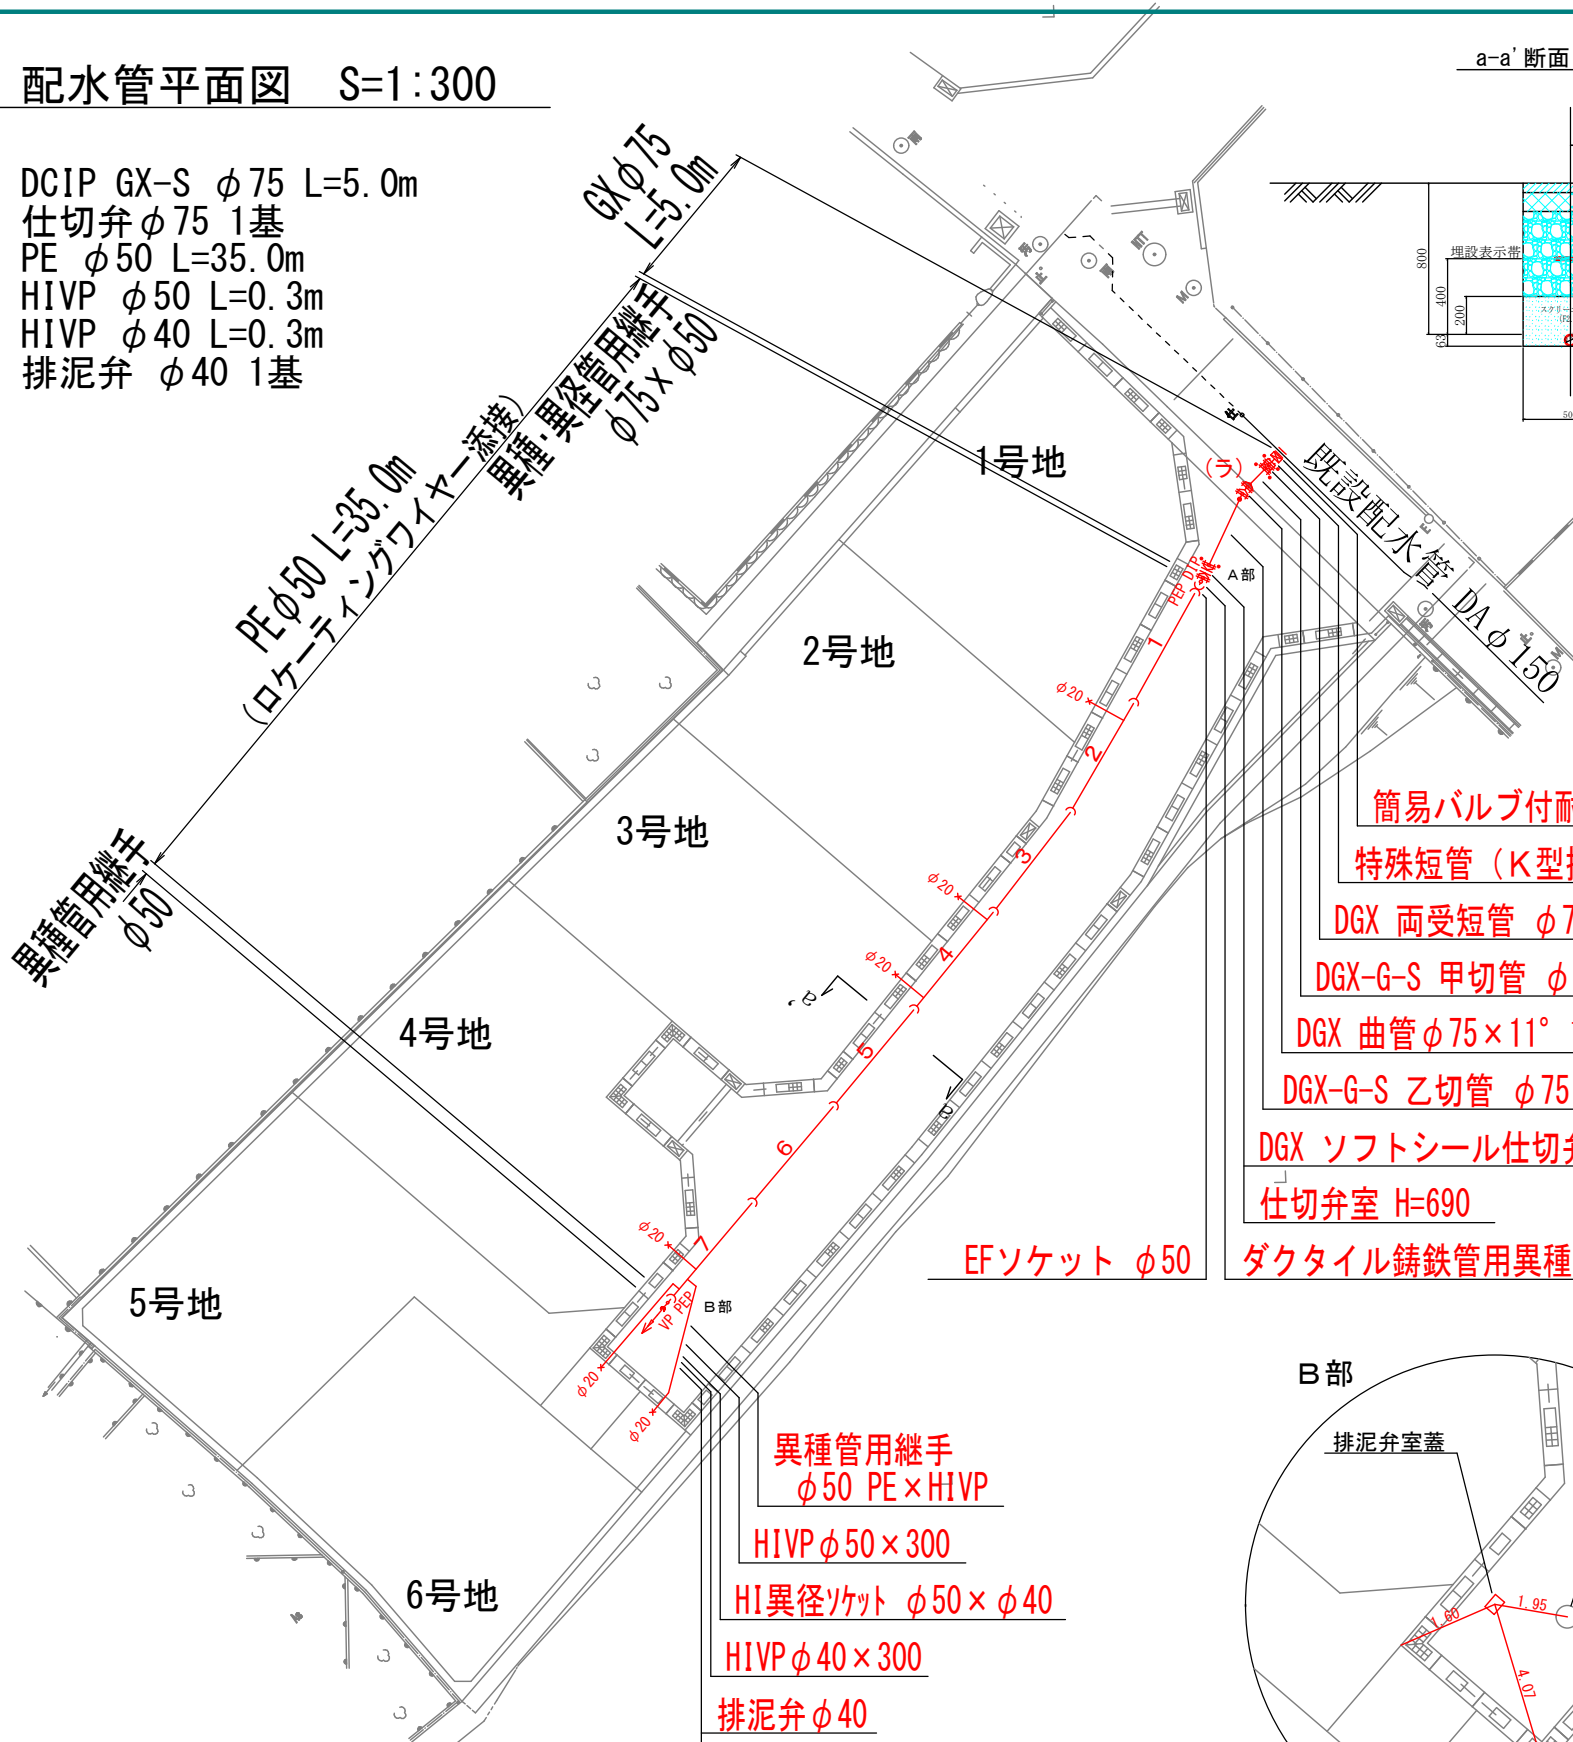 配水管平面図 S=1:300
DCIP GX-S φ75 L=5.0m
仕切弁φ75 1基
PE φ50 L=35.0m
HIVP φ50 L=0.3m
HIVP φ40 L=0.3m
排泥弁 φ40 1基
GXφ75
L=5.0m
異種・異径管用継手
φ75×φ50
PEφ50 L=35.0m
(ロケーティングワイヤー添接)
異種管用継手
φ50
a-a' 断面
800
埋設表示帯
400
200
63
50
1号地
2号地
3号地
4号地
5号地
6号地
(ラ)
既設配水管 DAφ150
A部
PEP DIP
1
φ20
2
3
φ20
4
φ20
a'
5
a
6
φ20
7
VP PEP
B部
φ20
φ20
M
E
M
簡易バルブ付耐
特殊短管(K型
DGX 両受短管 φ7
DGX-G-S 甲切管 φ
DGX 曲管φ75×11°
DGX-G-S 乙切管 φ75
DGX ソフトシール仕切弁
仕切弁室 H=690
EFソケット φ50
ダクタイル鋳鉄管用異種
異種管用継手
φ50 PE×HIVP
HIVPφ50×300
HI異径ソケット φ50×φ40
HIVPφ40×300
排泥弁φ40
B部
排泥弁室蓋
1.60
1.95
4.07